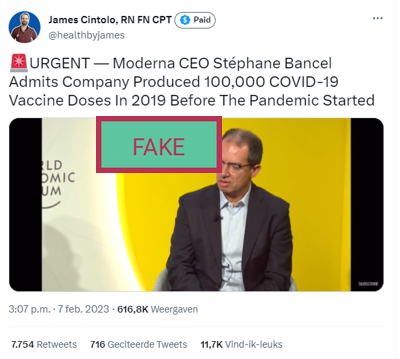 James Cintolo, RN FN CPT Paid
@healthbyjames
🚨URGENT — Moderna CEO Stéphane Bancel
Admits Company Produced 100,000 COVID-19
Vaccine Doses In 2019 Before The Pandemic Started
FAKE
RLD
OMIC
UM
3:07 p.m. · 7 feb. 2023 · 616,8K Weergaven
7.754 Retweets 716 Geciteerde Tweets 11,7K Vind-ik-leuks